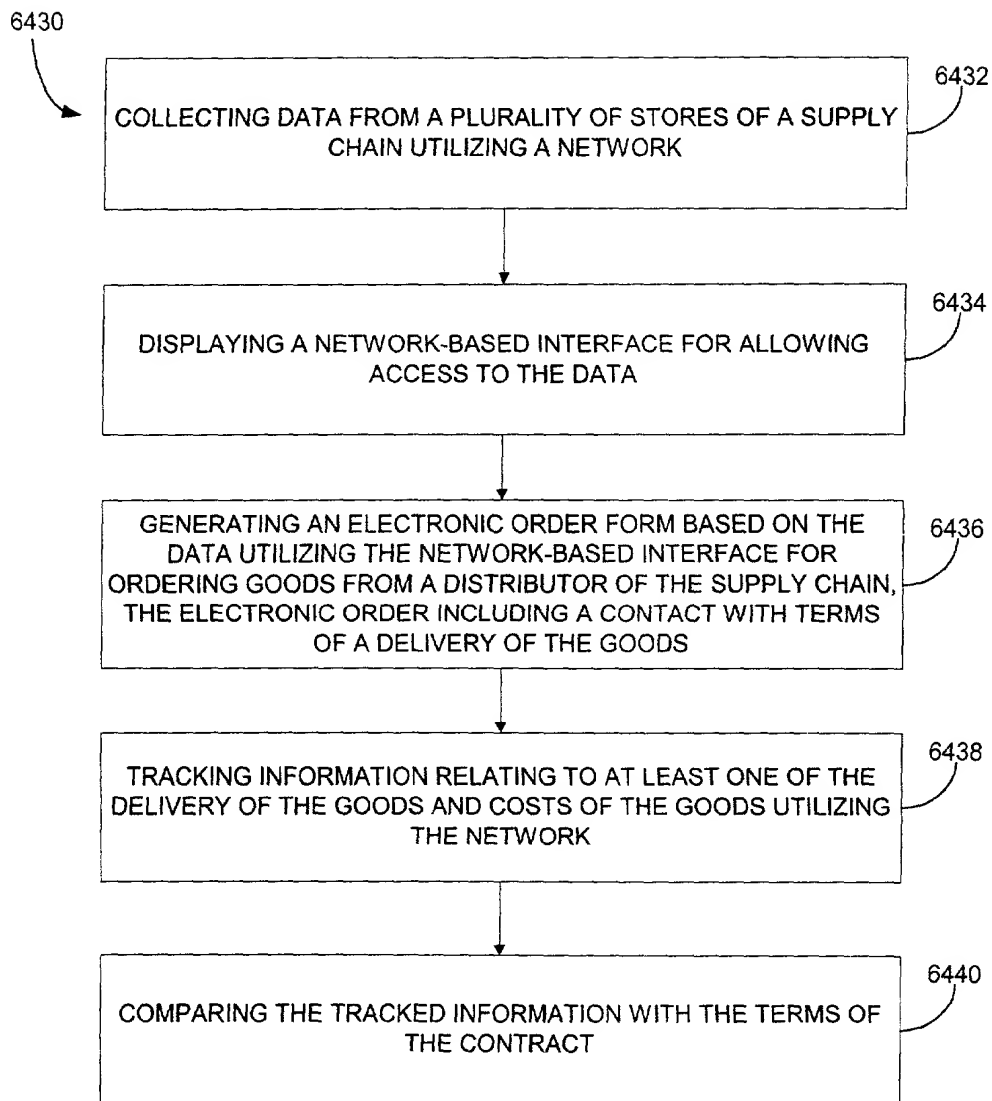 6430
6432
COLLECTING DATA FROM A PLURALITY OF STORES OF A SUPPLY
CHAIN UTILIZING A NETWORK
6434
DISPLAYING A NETWORK-BASED INTERFACE FOR ALLOWING
ACCESS TO THE DATA
6436
GENERATING AN ELECTRONIC ORDER FORM BASED ON THE
DATA UTILIZING THE NETWORK-BASED INTERFACE FOR
ORDERING GOODS FROM A DISTRIBUTOR OF THE SUPPLY CHAIN,
THE ELECTRONIC ORDER INCLUDING A CONTACT WITH TERMS
OF A DELIVERY OF THE GOODS
6438
TRACKING INFORMATION RELATING TO AT LEAST ONE OF THE
DELIVERY OF THE GOODS AND COSTS OF THE GOODS UTILIZING
THE NETWORK
6440
COMPARING THE TRACKED INFORMATION WITH THE TERMS OF
THE CONTRACT